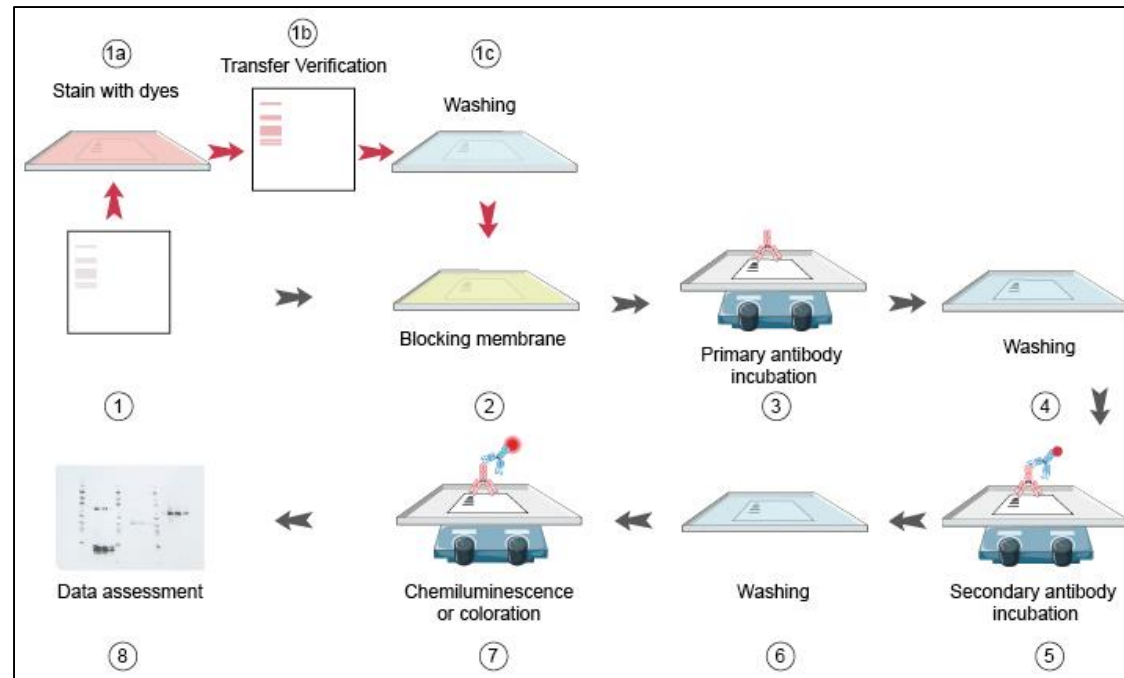 1a
Stain with dyes
1b
Transfer Verification
1c
Washing
Blocking membrane
Primary antibody
incubation
Washing
1
2
3
4
Data assessment
Chemiluminescence
or coloration
Washing
Secondary antibody
incubation
8
7
6
5